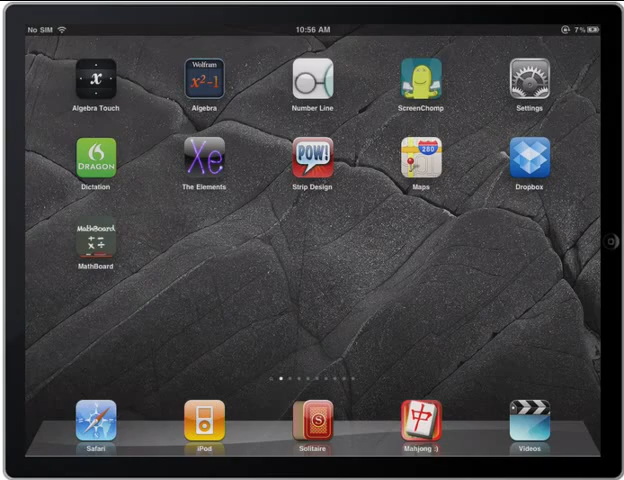 No SIM 10:56 AM 7%
x Wolfram x²-1
Algebra Touch Algebra Number Line ScreenChomp Settings
DRAGON Xe POW! 280
Dictation The Elements Strip Design Maps Dropbox
MathBoard
+ −
× ÷
MathBoard
S 中
Safari iPod Solitaire Mahjong :) Videos